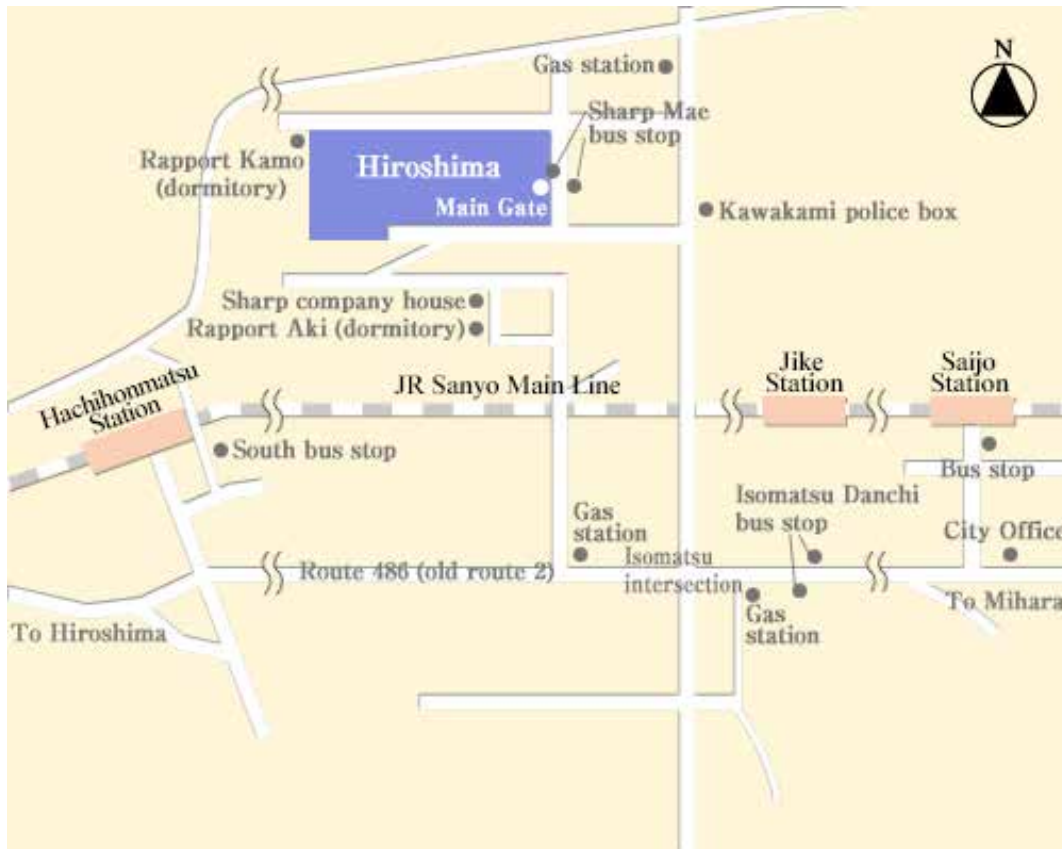 N
Gas station
Sharp Mae
bus stop
Rapport Kamo
(dormitory)
Hiroshima
Main Gate
Kawakami police box
Sharp company house
Rapport Aki (dormitory)
Hachihonmatsu
Station
JR Sanyo Main Line
Jike
Station
Saijo
Station
South bus stop
Bus stop
Isomatsu Danchi
bus stop
Gas
station
City Office
Isomatsu
intersection
Route 486 (old route 2)
To Hiroshima
Gas
station
To Mihara